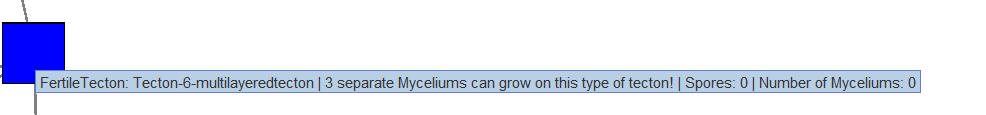 FertileTecton: Tecton-6-multilayeredtecton | 3 separate Myceliums can grow on this type of tecton! | Spores: 0 | Number of Myceliums: 0